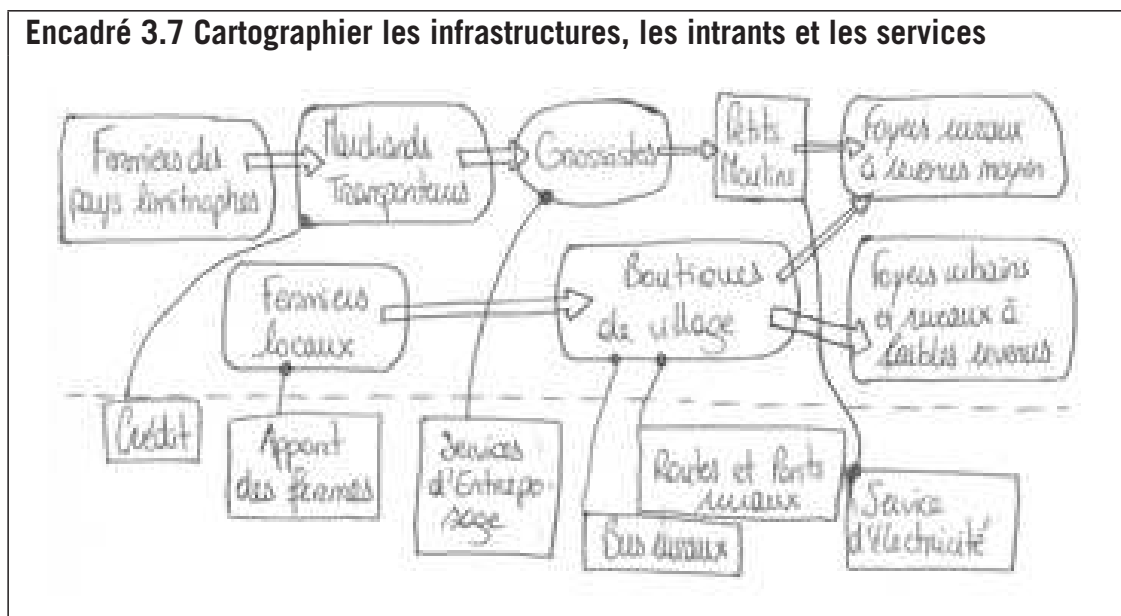 Encadré 3.7 Cartographier les infrastructures, les intrants et les services
Fermiers des
pays limitrophes
Marchands
Transporteurs
Grossistes
Petits
Moulins
Foyers ruraux
à revenus moyen
Fermiers
locaux
Boutiques
de village
Foyers urbains
et ruraux à
faibles revenus
Crédit
Apport
des fermes
Services
d'Entrepo-
sage
Bus ruraux
Routes et Ponts
ruraux
Service
d'électricité